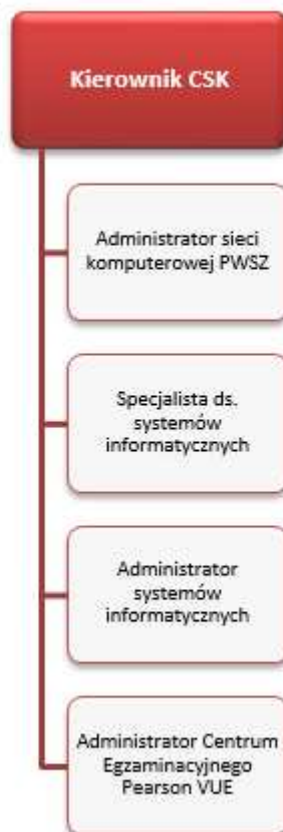 Kierownik CSK
Administrator sieci
komputerowej PWSZ
Specjalista ds.
systemów
informatycznych
Administrator
systemów
informatycznych
Administrator Centrum
Egzaminacyjnego
Pearson VUE